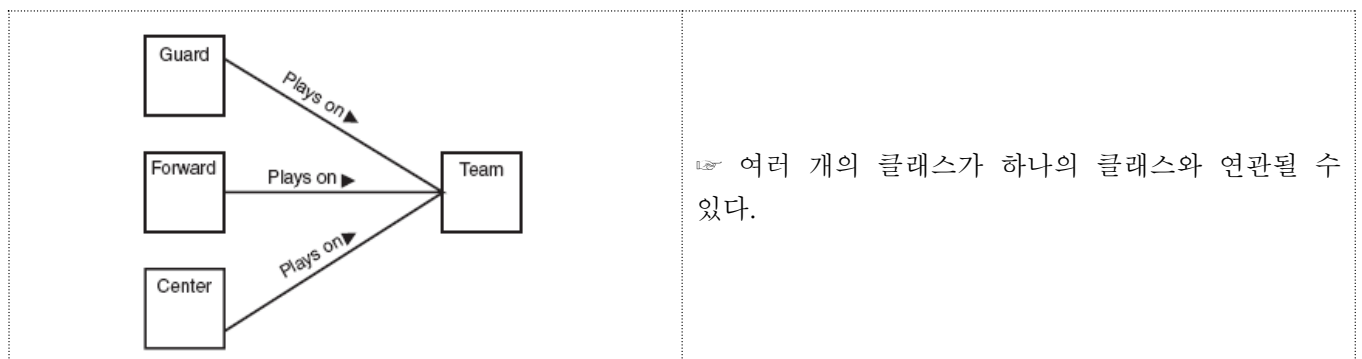 Guard
Plays on ▶
Forward
Plays on ▶
Team
Plays on ▶
Center
☞ 여러 개의 클래스가 하나의 클래스와 연관될 수
있다.